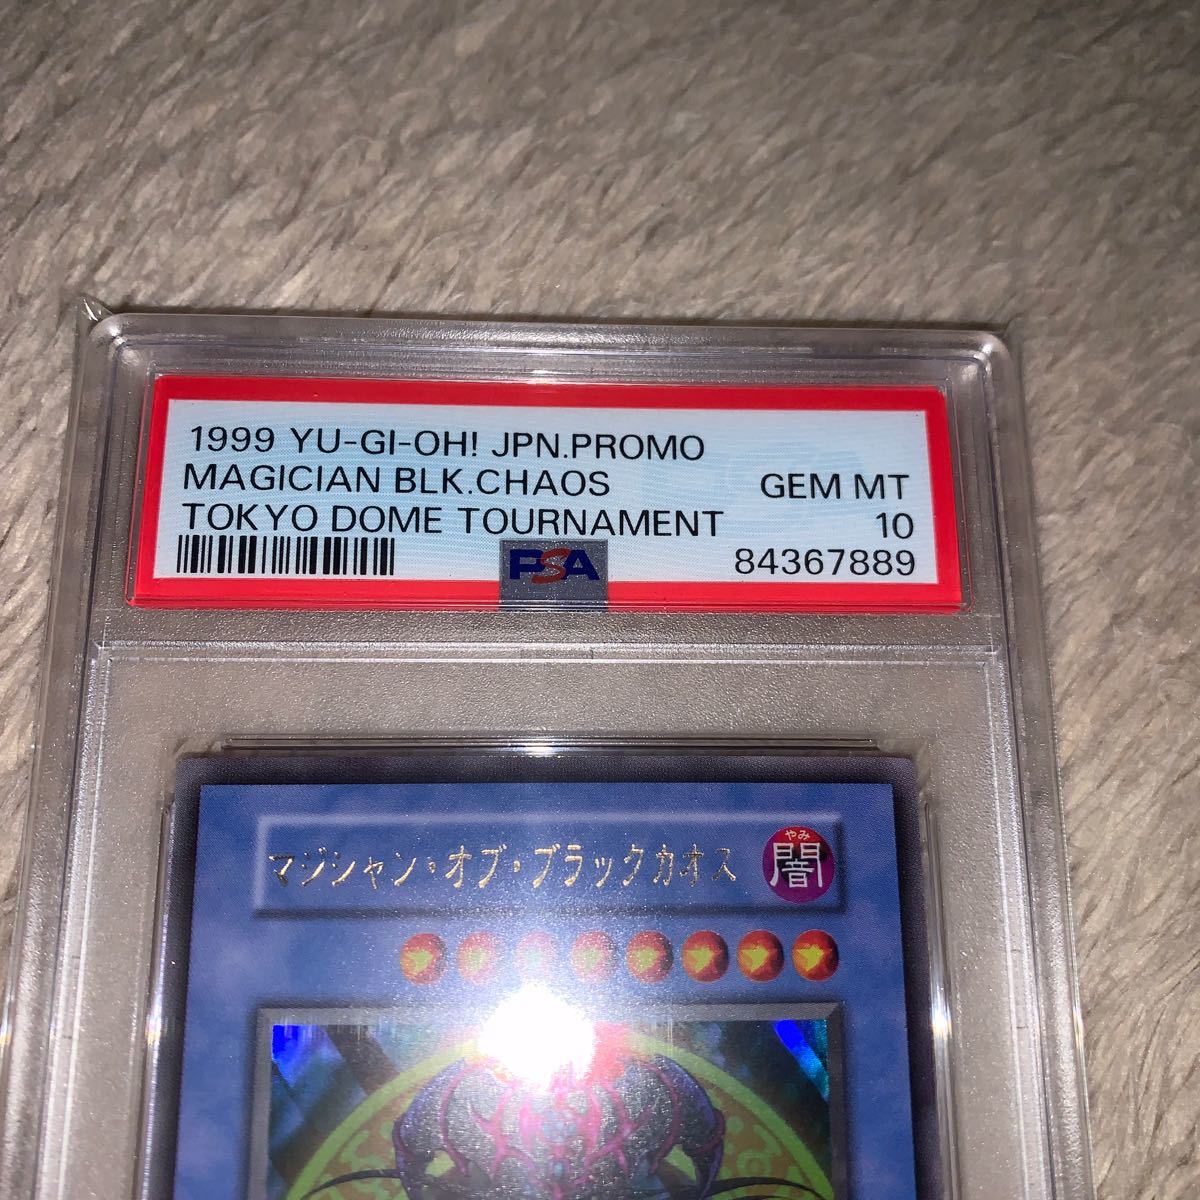 1999 YU-GI-OH! JPN.PROMO
MAGICIAN BLK.CHAOS GEM MT
TOKYO DOME TOURNAMENT 10
PSA 84367889
マジシャン・オブ・ブラックカオス
やみ
闇